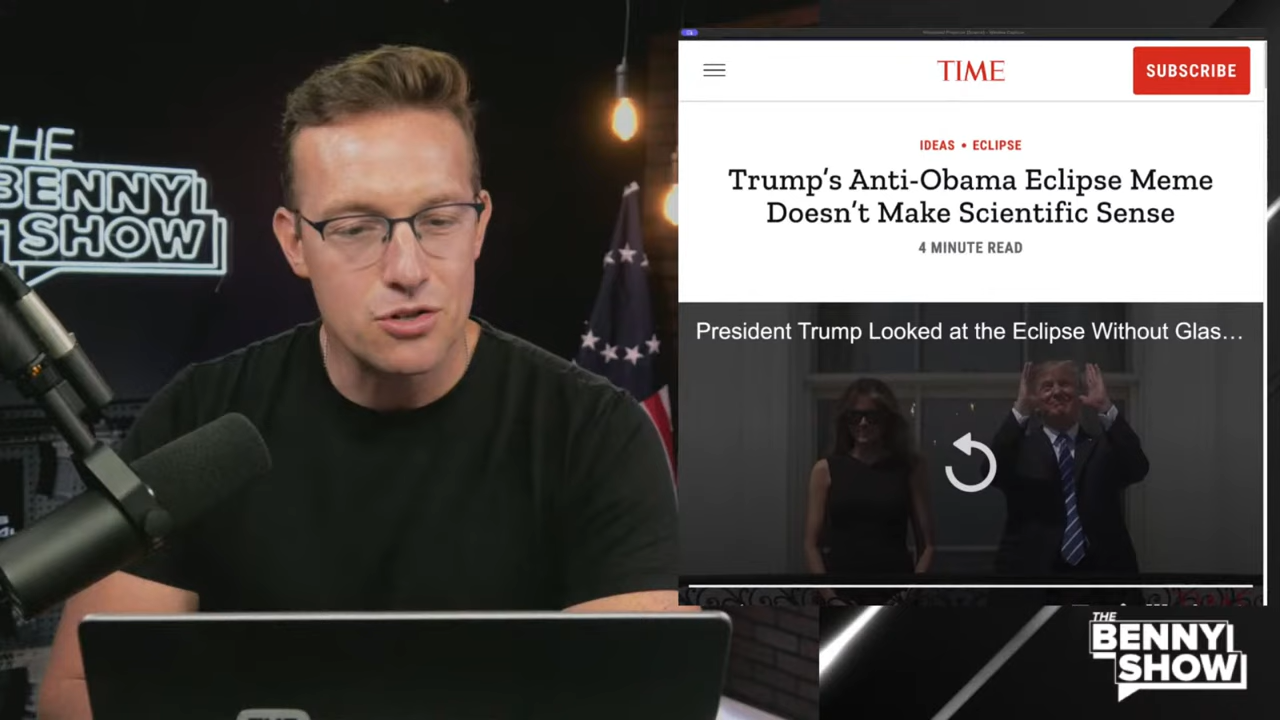 THE
BENNY
SHOW
TIME
SUBSCRIBE
IDEAS • ECLIPSE
Trump's Anti-Obama Eclipse Meme
Doesn't Make Scientific Sense
4 MINUTE READ
President Trump Looked at the Eclipse Without Glas...
THE
BENNY
SHOW